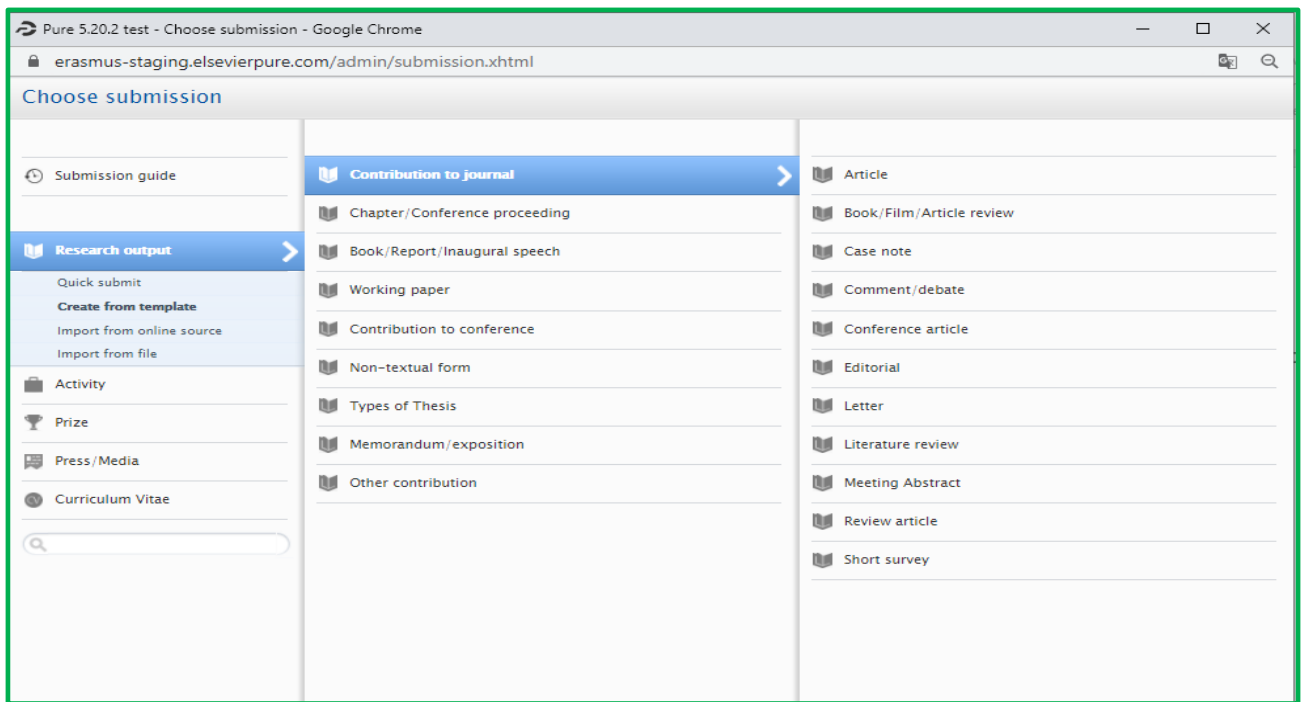 Pure 5.20.2 test - Choose submission - Google Chrome
erasmus-staging.elsevierpure.com/admin/submission.xhtml
Choose submission
Submission guide
Research output
Quick submit
Create from template
Import from online source
Import from file
Activity
Prize
Press/Media
Curriculum Vitae
Contribution to journal
Chapter/Conference proceeding
Book/Report/Inaugural speech
Working paper
Contribution to conference
Non-textual form
Types of Thesis
Memorandum/exposition
Other contribution
Article
Book/Film/Article review
Case note
Comment/debate
Conference article
Editorial
Letter
Literature review
Meeting Abstract
Review article
Short survey